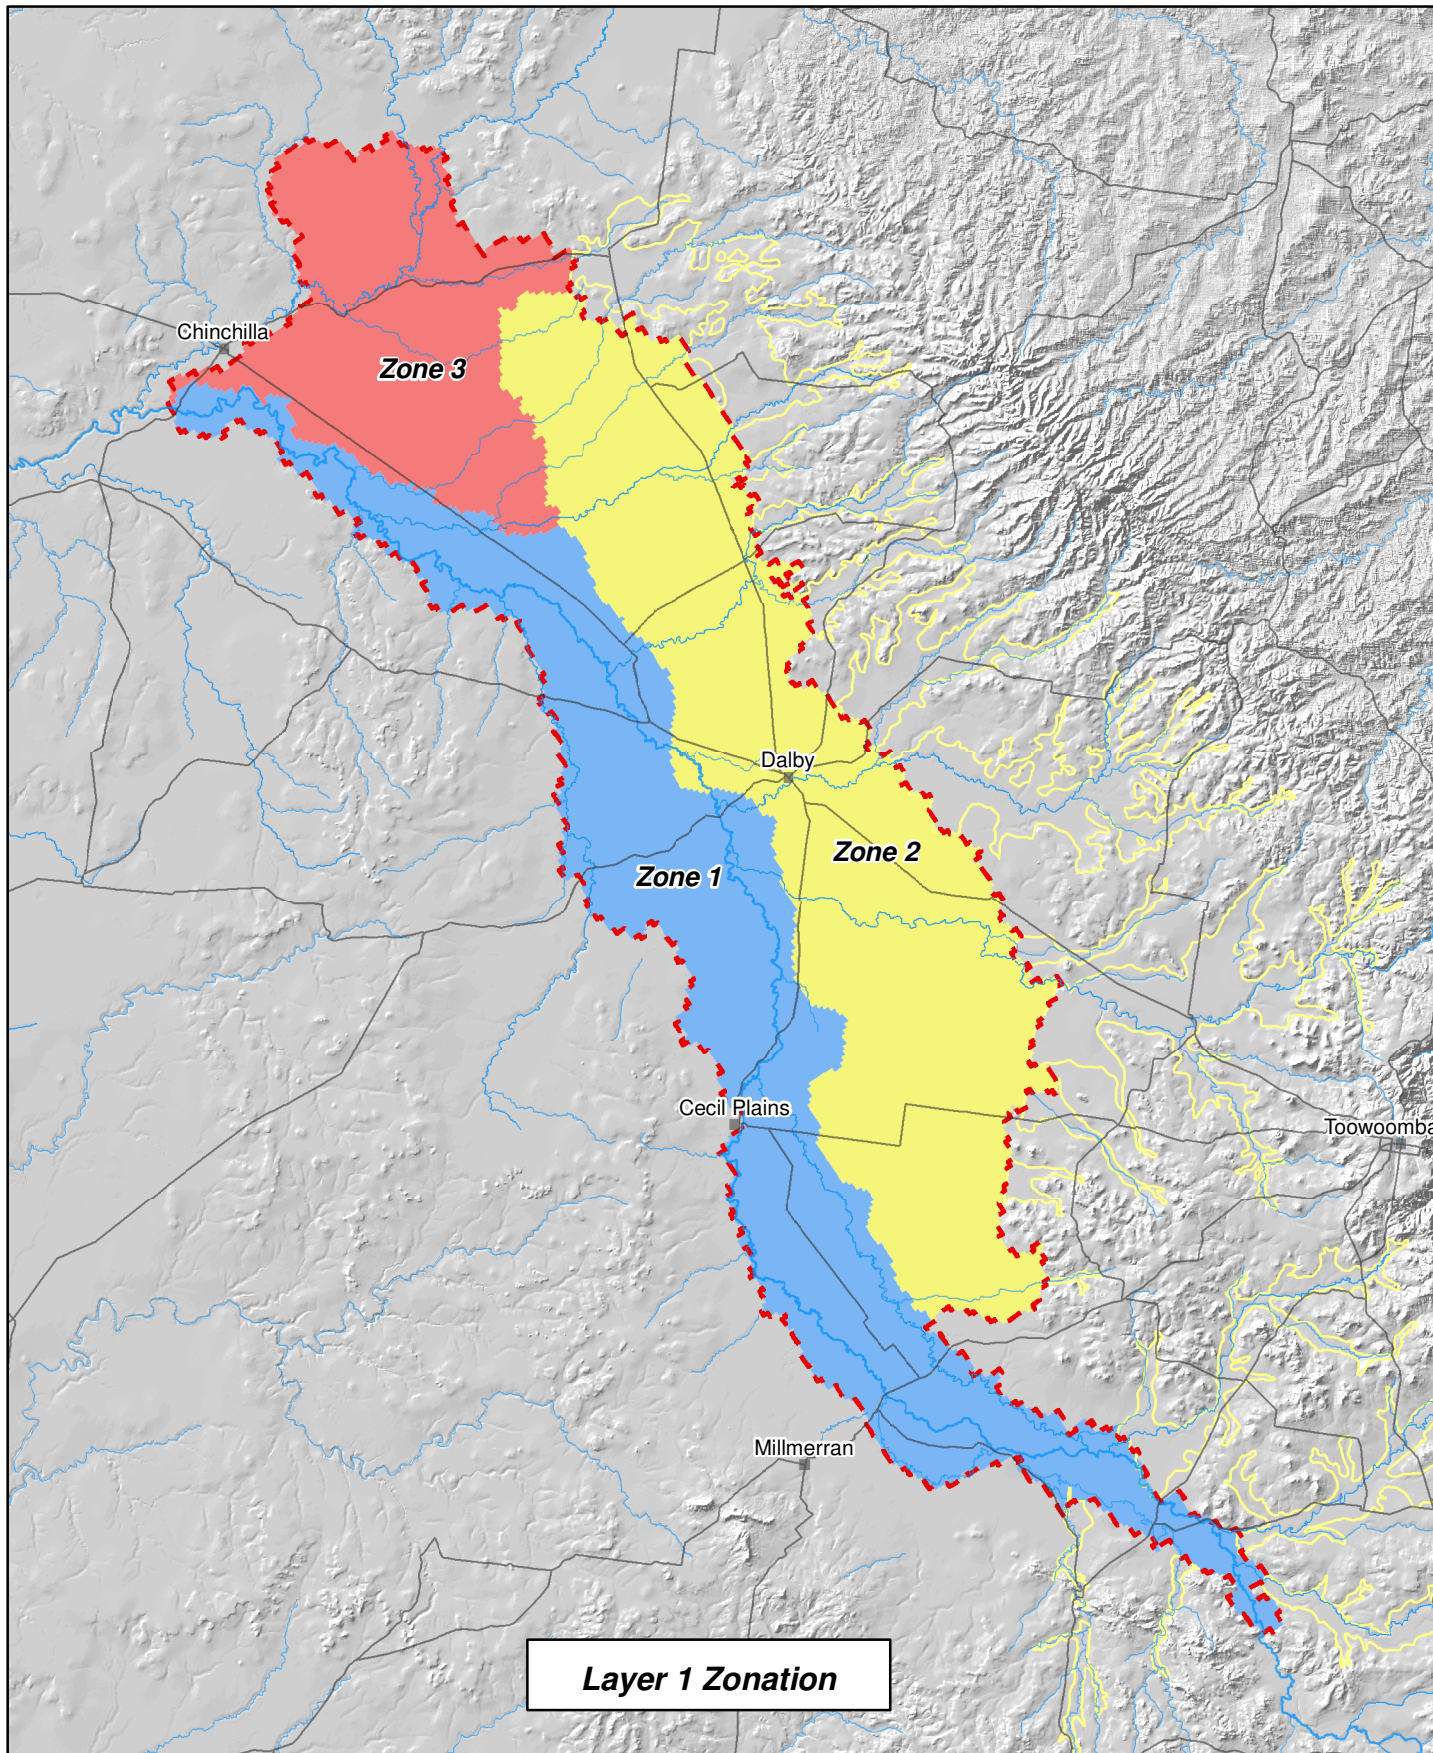 Chinchilla
Zone 3
Dalby
Zone 2
Zone 1
Cecil Plains
Toowoomba
Millmerran
Layer 1 Zonation